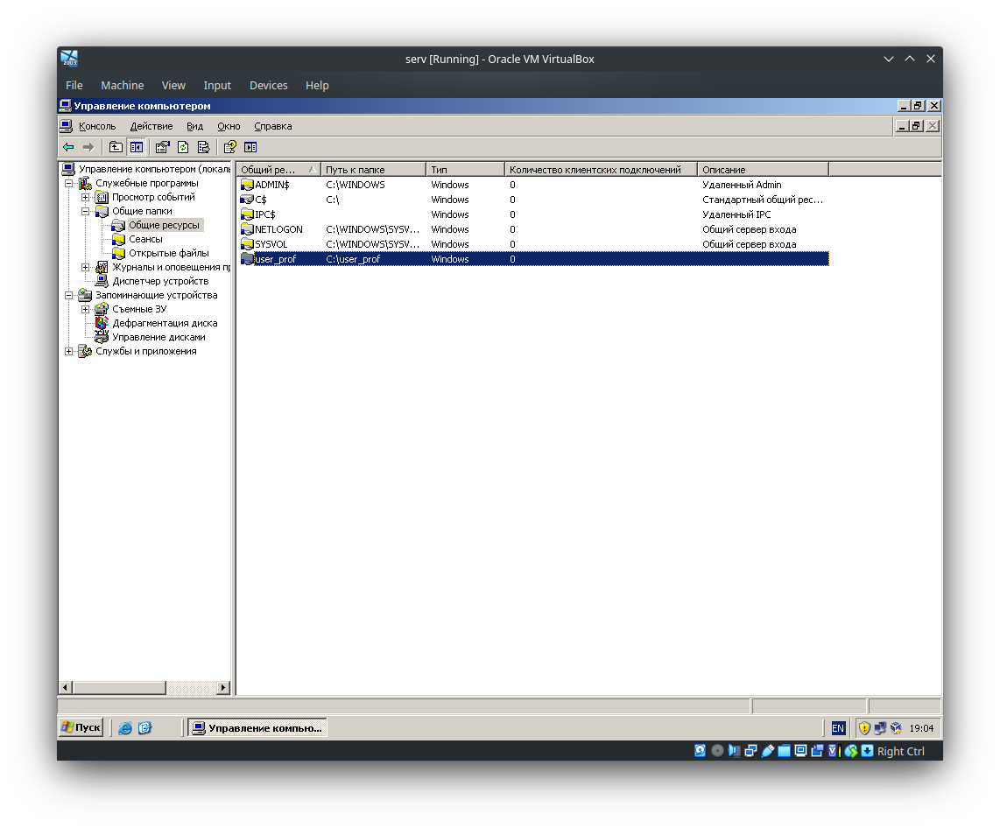 serv [Running] - Oracle VM VirtualBox
File Machine View Input Devices Help
Управление компьютером
Консоль Действие Вид Окно Справка
Управление компьютером (локаль
Служебные программы
Просмотр событий
Общие папки
Общие ресурсы
Сеансы
Открытые файлы
Журналы и оповещения пр
Диспетчер устройств
Запоминающие устройства
Съемные ЗУ
Дефрагментация диска
Управление дисками
Службы и приложения
Общий ре... Путь к папке Тип Количество клиентских подключений Описание
ADMIN$ C:\WINDOWS Windows 0 Удаленный Admin
C$ C:\ Windows 0 Стандартный общий рес...
IPC$ Windows 0 Удаленный IPC
NETLOGON C:\WINDOWS\SYSV... Windows 0 Общий сервер входа
SYSVOL C:\WINDOWS\SYSV... Windows 0 Общий сервер входа
user_prof C:\user_prof Windows 0
Пуск Управление компью... EN 19:04
Right Ctrl